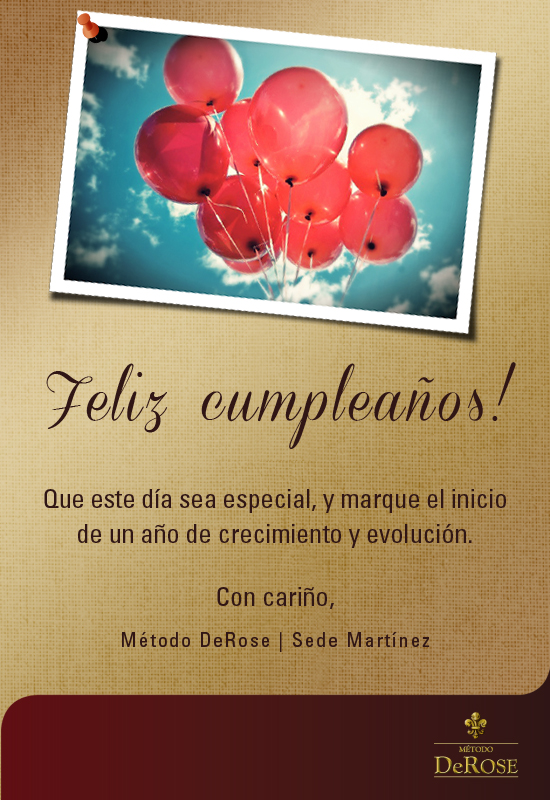 Feliz cumpleaños!
Que este día sea especial, y marque el inicio
de un año de crecimiento y evolución.
Con cariño,
Método DeRose | Sede Martínez
MÉTODO
DeROSE